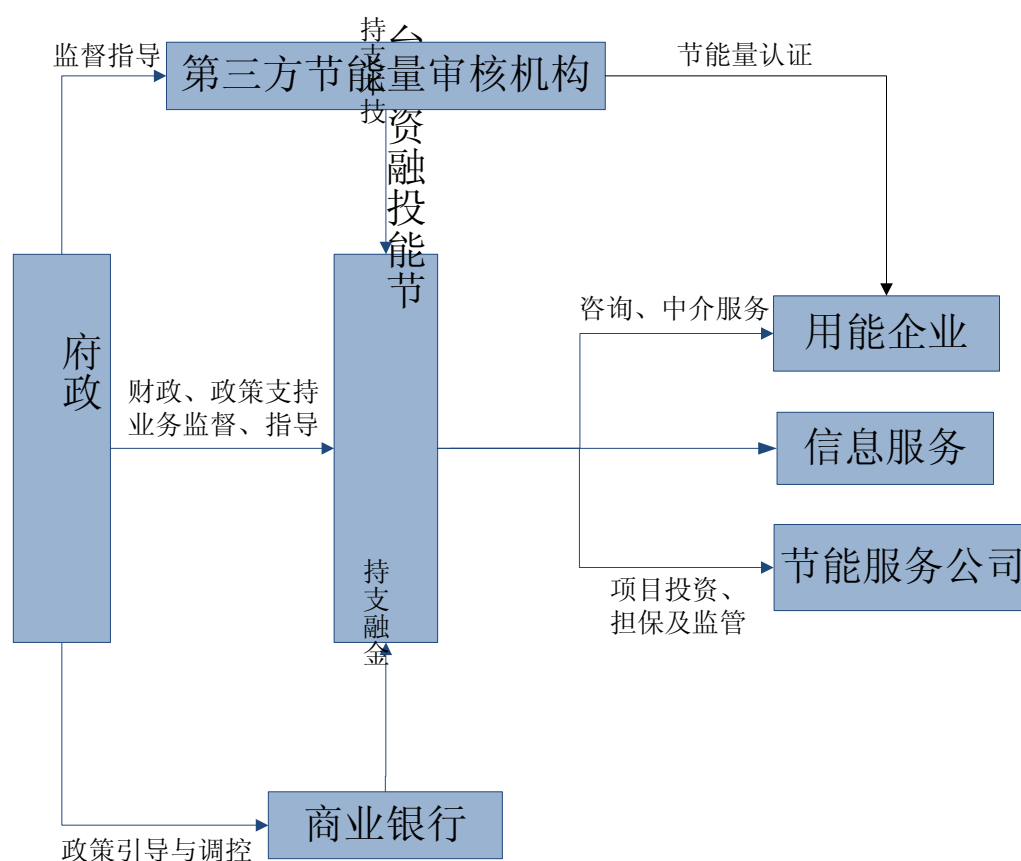 监督指导
持支术技
第三方节能量审核机构
节能量认证
资融投能节
府政
财政、政策支持
业务监督、指导
咨询、中介服务
用能企业
信息服务
节能服务公司
项目投资、
担保及监管
持支融金
商业银行
政策引导与调控